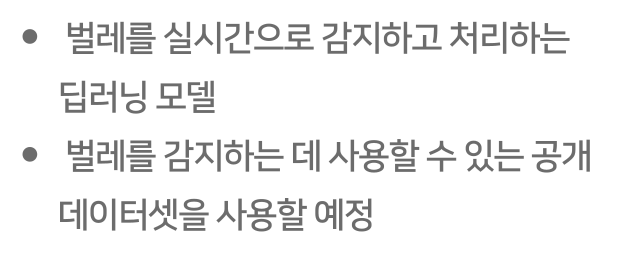 • 벌레를 실시간으로 감지하고 처리하는
딥러닝 모델
• 벌레를 감지하는 데 사용할 수 있는 공개
데이터셋을 사용할 예정